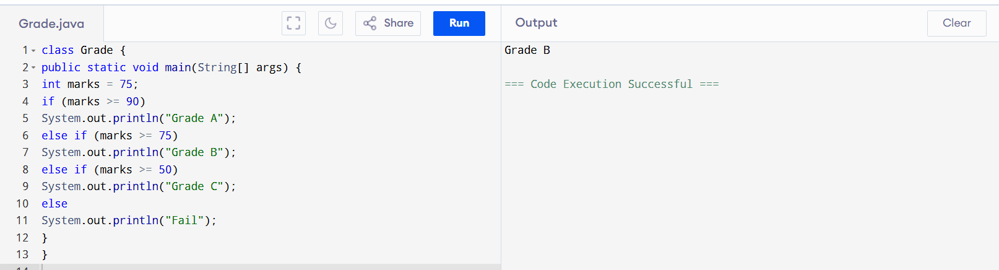 Grade.java Share Run Output Clear
1 class Grade {
2 public static void main(String[] args) {
3 int marks = 75;
4 if (marks >= 90)
5 System.out.println("Grade A");
6 else if (marks >= 75)
7 System.out.println("Grade B");
8 else if (marks >= 50)
9 System.out.println("Grade C");
10 else
11 System.out.println("Fail");
12 }
13 }
14
Grade B
=== Code Execution Successful ===